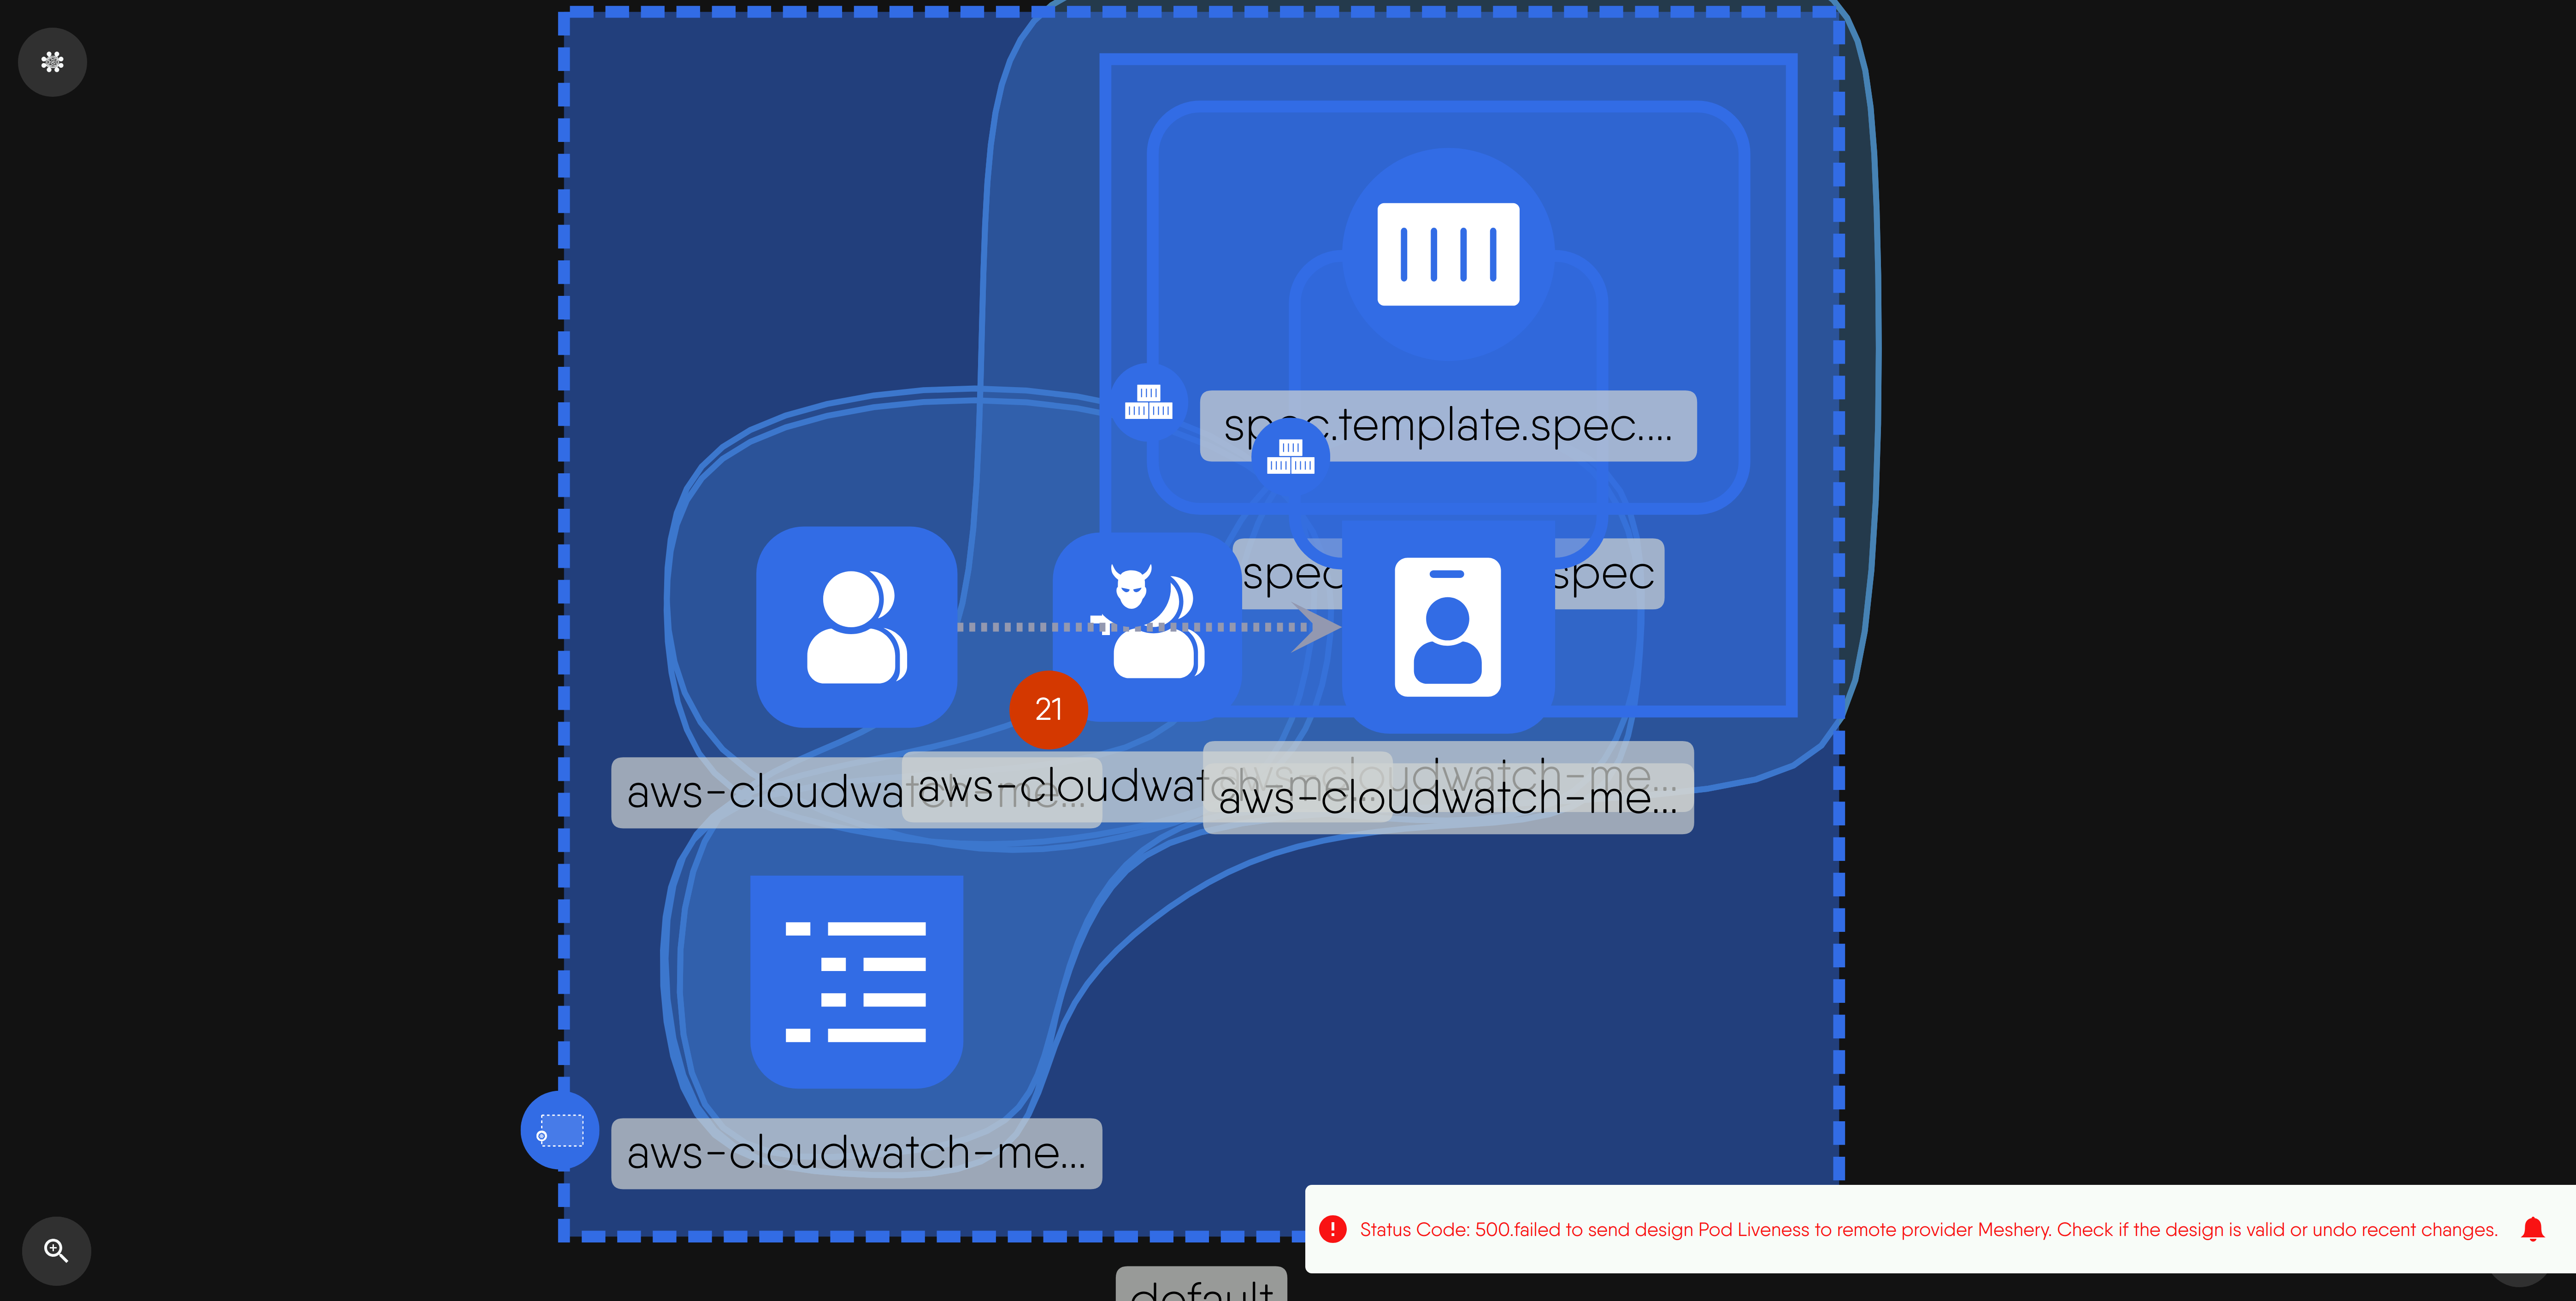 spec.template.spec....
spec
spec
21
aws-cloudwatch-me...
aws-cloudwatch-me...
aws-cloudwatch-me...
aws-cloudwatch-me...
aws-cloudwatch-me...
Status Code: 500.failed to send design Pod Liveness to remote provider Meshery. Check if the design is valid or undo recent changes.
default